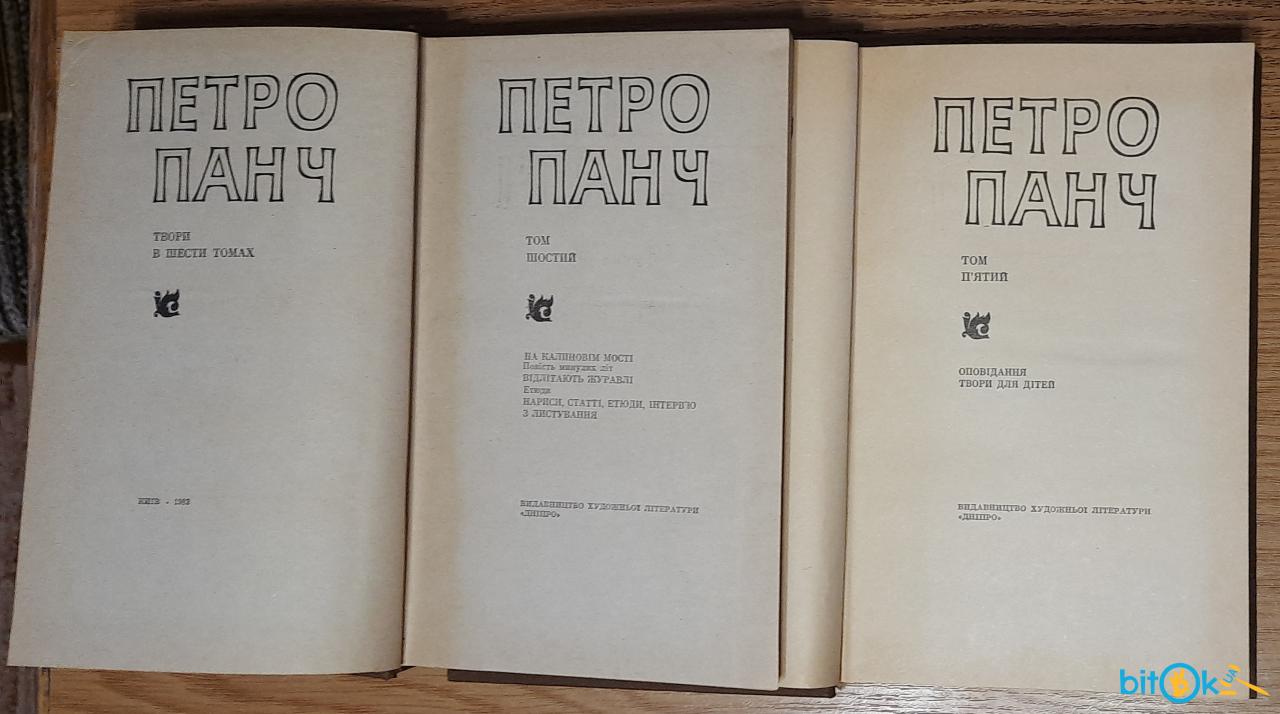 ПЕТРО
ПАНЧ
ТВОРИ
В ШЕСТИ ТОМАХ
КИЇВ · 1983
ПЕТРО
ПАНЧ
ТОМ
ШОСТИЙ
НА КАЛИНОВІМ МОСТІ
Повість минулих літ
ВІДЛІТАЮТЬ ЖУРАВЛІ
Етюди
НАРИСИ, СТАТТІ, ЕТЮДИ, ІНТЕРВ'Ю
З ЛИСТУВАННЯ
ВИДАВНИЦТВО ХУДОЖНЬОЇ ЛІТЕРАТУРИ
«ДНІПРО»
ПЕТРО
ПАНЧ
ТОМ
П'ЯТИЙ
ОПОВІДАННЯ
ТВОРИ ДЛЯ ДІТЕЙ
ВИДАВНИЦТВО ХУДОЖНЬОЇ ЛІТЕРАТУРИ
«ДНІПРО»
bitOk